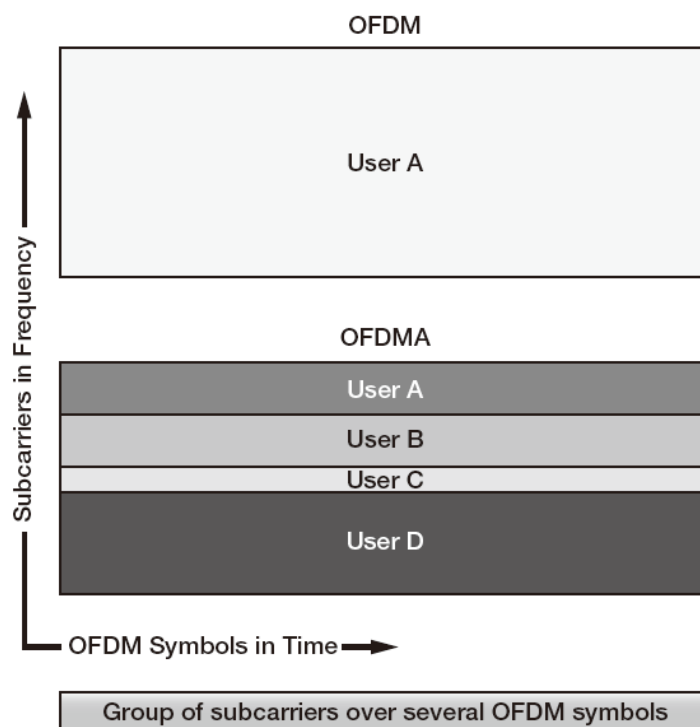 OFDM
User A
Subcarriers in Frequency
OFDMA
User A
User B
User C
User D
OFDM Symbols in Time
Group of subcarriers over several OFDM symbols